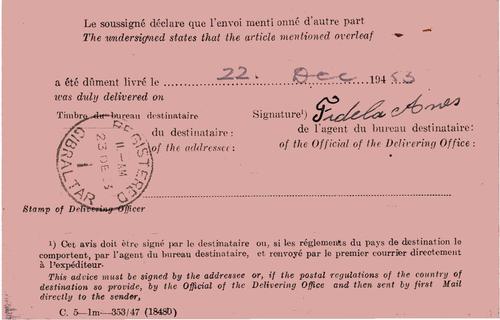 Le soussigné déclare que l'envoi menti onné d'autre part
The undersigned states that the article mentioned overleaf
a été dûment livré le 22. Dec 194 53
was duly delivered on
Timbre du bureau destinataire
Signature¹) Fidela Anes
du destinataire:
de l'agent du bureau destinataire:
of the addressee:
of the Official of the Delivering Office:
REGISTERED
11-AM
23 DE
GIBRALTAR
Stamp of Delivering Officer
¹) Cet avis doit être signé par le destinataire ou, si les réglements du pays de destination le
comportent, par l'agent du bureau destinataire, et renvoyé par le premier courrier directement
à l'expéditeur-
This advice must be signed by the addressee or, if the postal regulations of the country of
destination so provide, by the Official of the Delivering Office and then sent by first Mail
directly to the sender,
C. 5-1m-353/47 (18480)